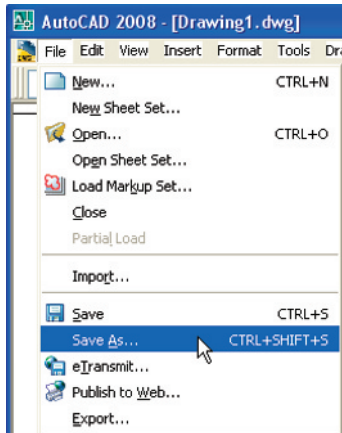 AutoCAD 2008 - [Drawing1.dwg]
File Edit View Insert Format Tools Dr
New... CTRL+N
New Sheet Set...
Open... CTRL+O
Open Sheet Set...
Load Markup Set...
Close
Partial Load
Import...
Save CTRL+S
Save As... CTRL+SHIFT+S
eTransmit...
Publish to Web...
Export...